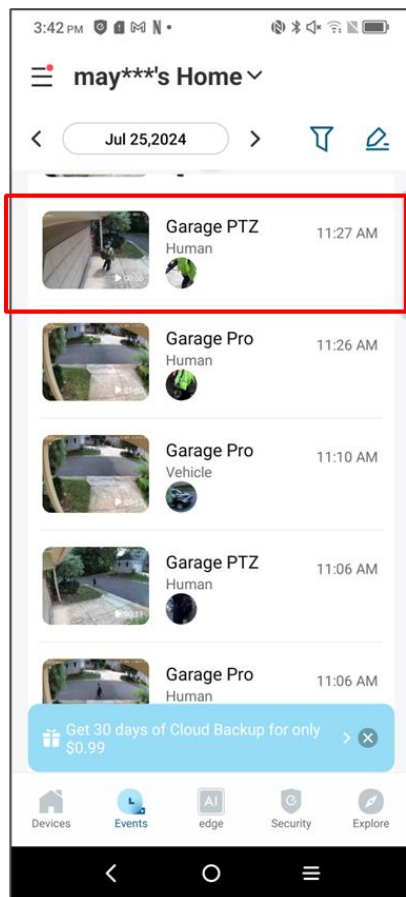 3:42 PM
may***'s Home
Jul 25,2024
Garage PTZ
11:27 AM
Human
Garage Pro
11:26 AM
Human
01:00
Garage Pro
11:10 AM
Vehicle
Garage PTZ
11:06 AM
Human
Garage Pro
11:06 AM
Human
Get 30 days of Cloud Backup for only
$0.99
AI
Devices
Events
edge
Security
Explore